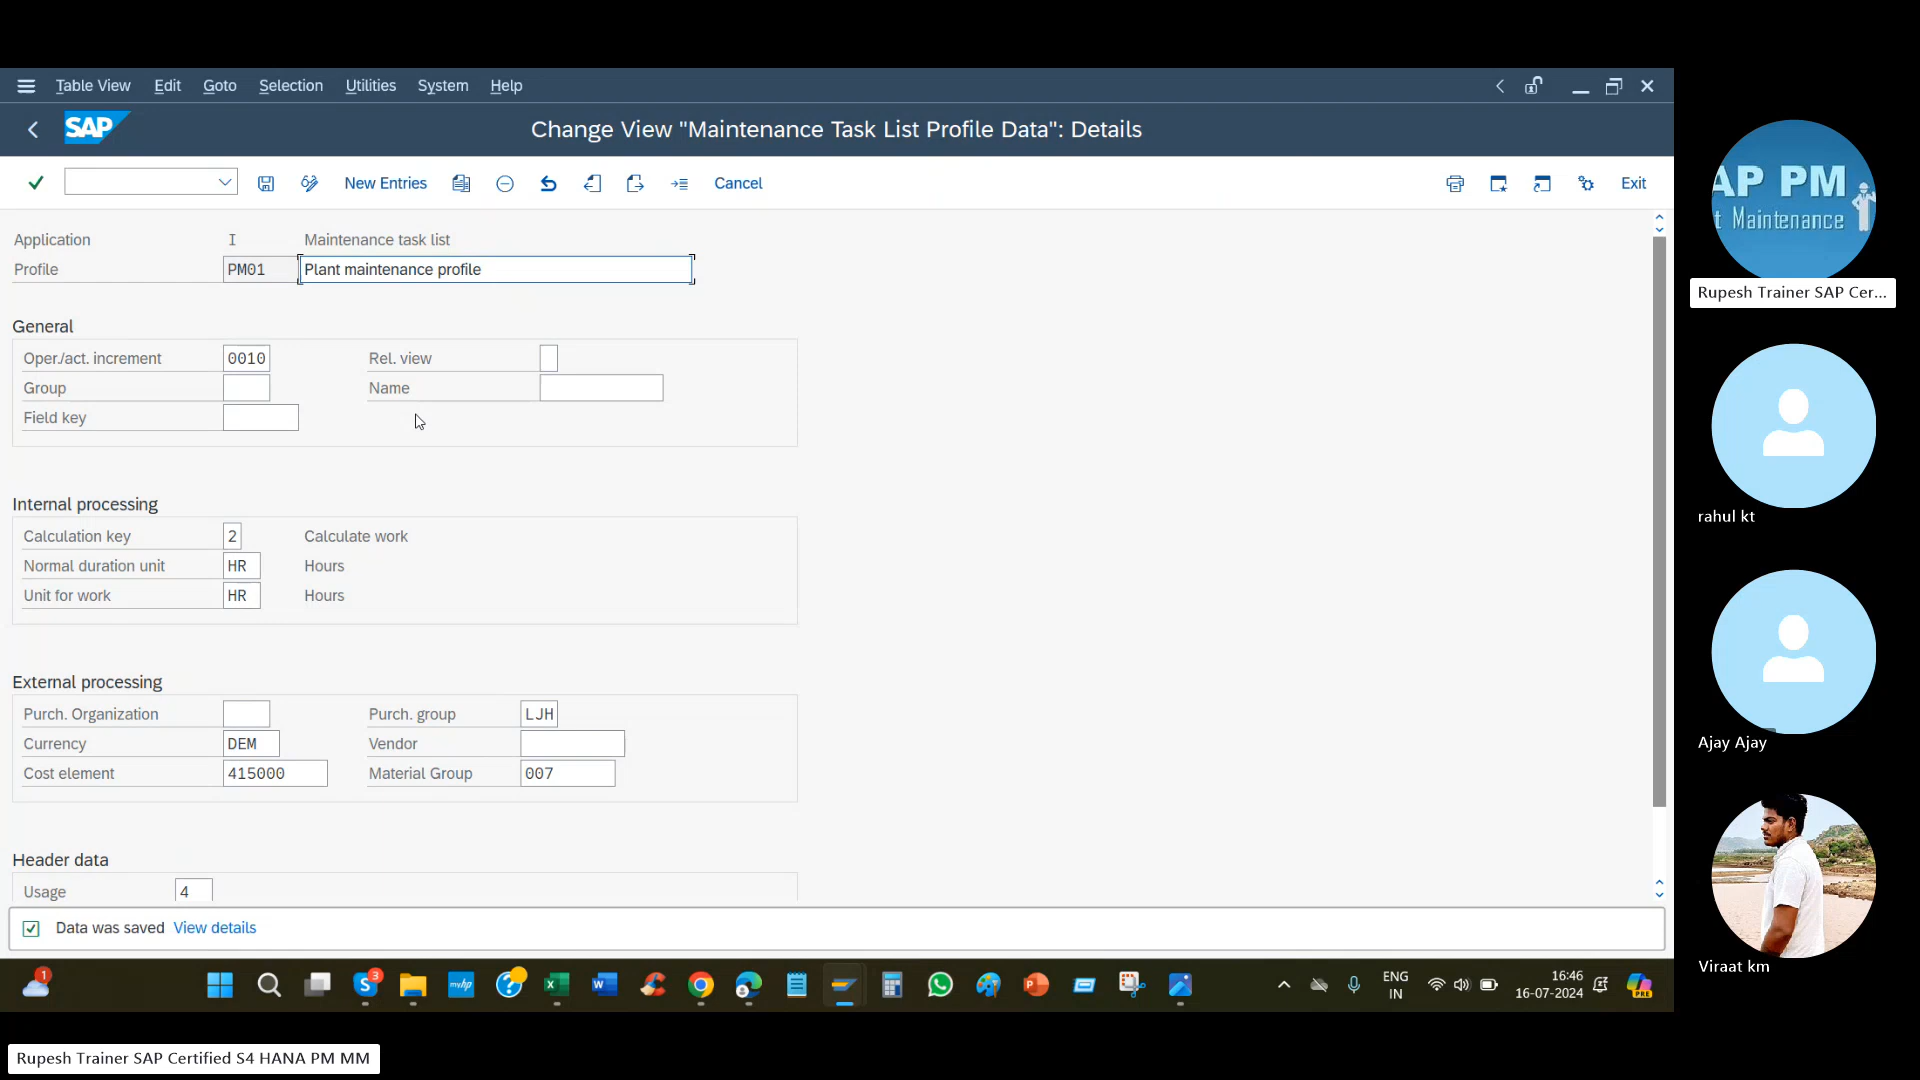 Table View Edit Goto Selection Utilities System Help
SAP Change View "Maintenance Task List Profile Data": Details
New Entries Cancel Exit
Application I Maintenance task list
Profile PM01 Plant maintenance profile
General
Oper./act. increment 0010 Rel. view
Group Name
Field key
Internal processing
Calculation key 2 Calculate work
Normal duration unit HR Hours
Unit for work HR Hours
External processing
Purch. Organization Purch. group LJH
Currency DEM Vendor
Cost element 415000 Material Group 007
Header data
Usage 4
Data was saved View details
1 3 myhp ENG IN 16:46 16-07-2024 PRE
Rupesh Trainer SAP Certified S4 HANA PM MM
AP PM
t Maintenance
Rupesh Trainer SAP Cer...
rahul kt
Ajay Ajay
Viraat km